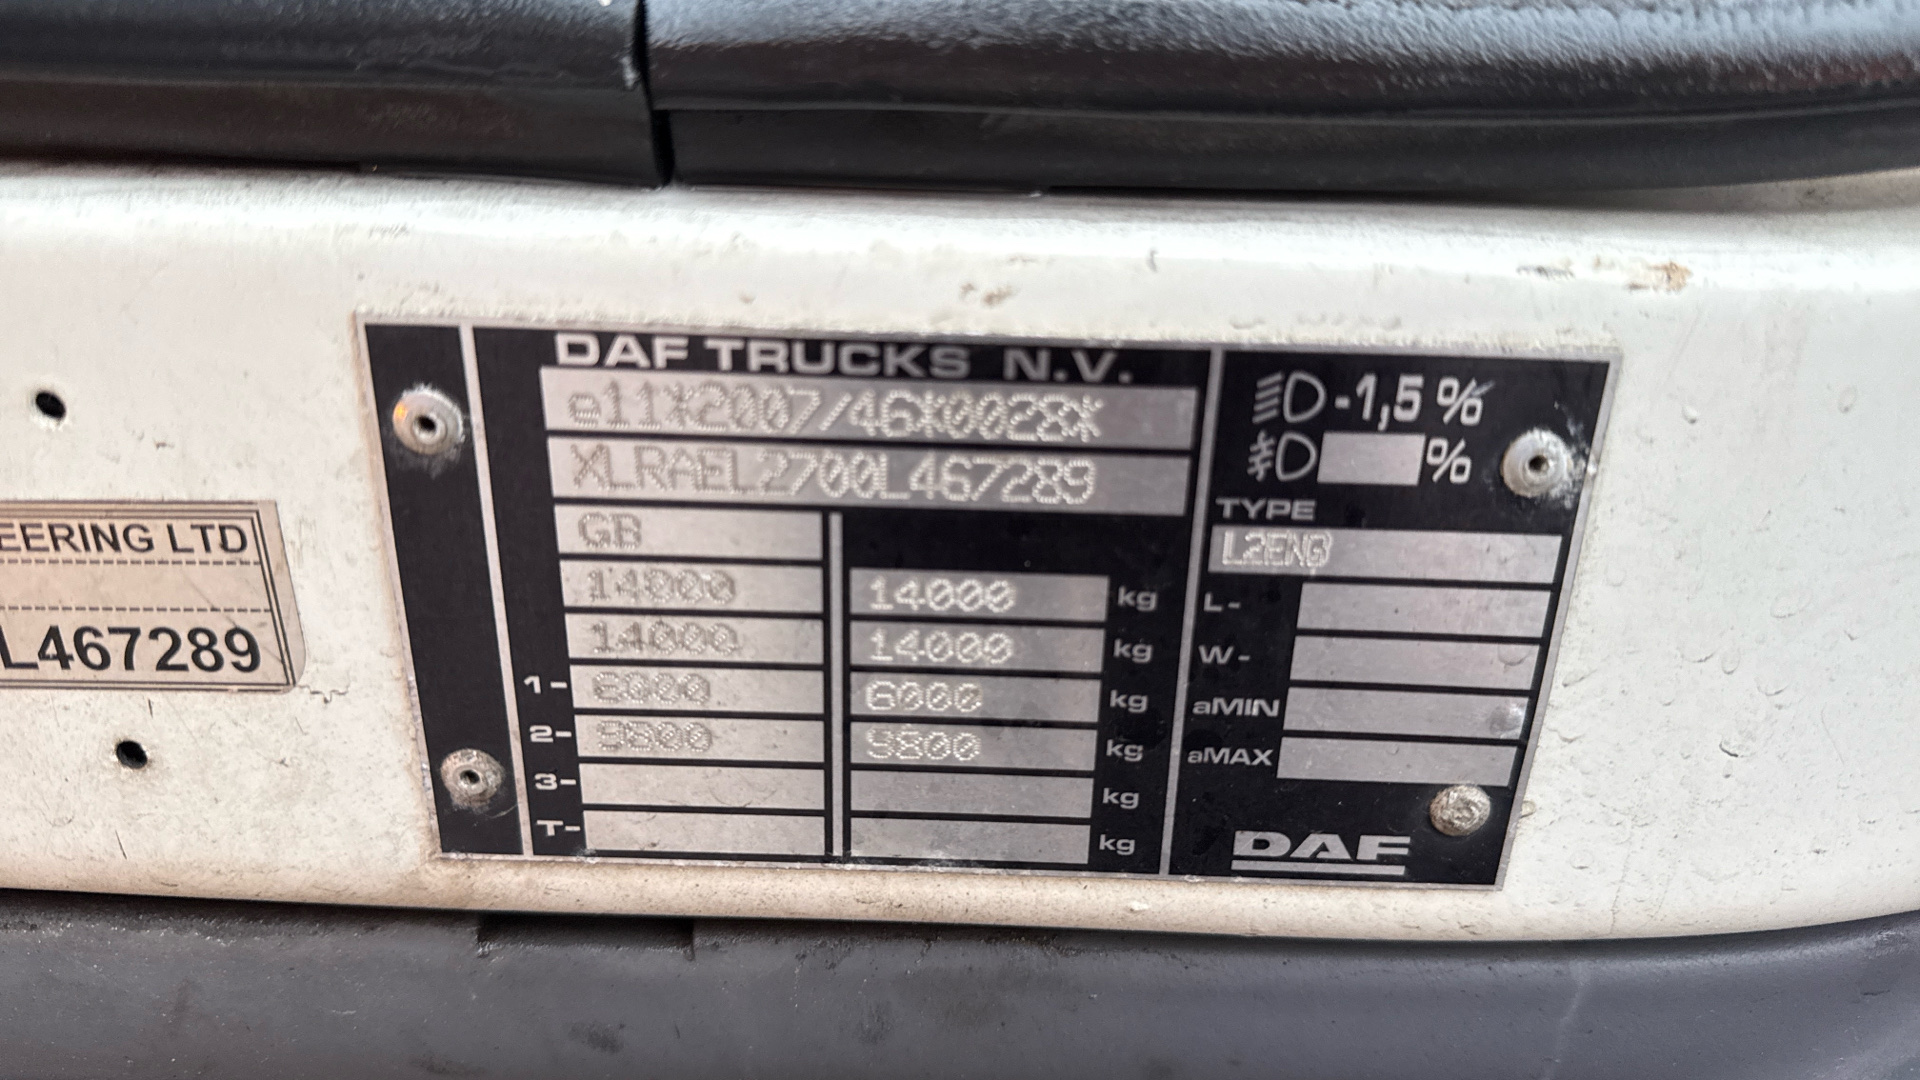 DAF TRUCKS N.V.
e11*2007/46*0028*
XLRAEL2700L467289
GB
14000 14000 kg
14000 14000 kg
1- 6000 6000 kg
2- 9800 9800 kg
3- kg
T- kg
-1,5 %
%
TYPE
L2EN6
L-
W-
aMIN
aMAX
DAF
EERING LTD
L467289